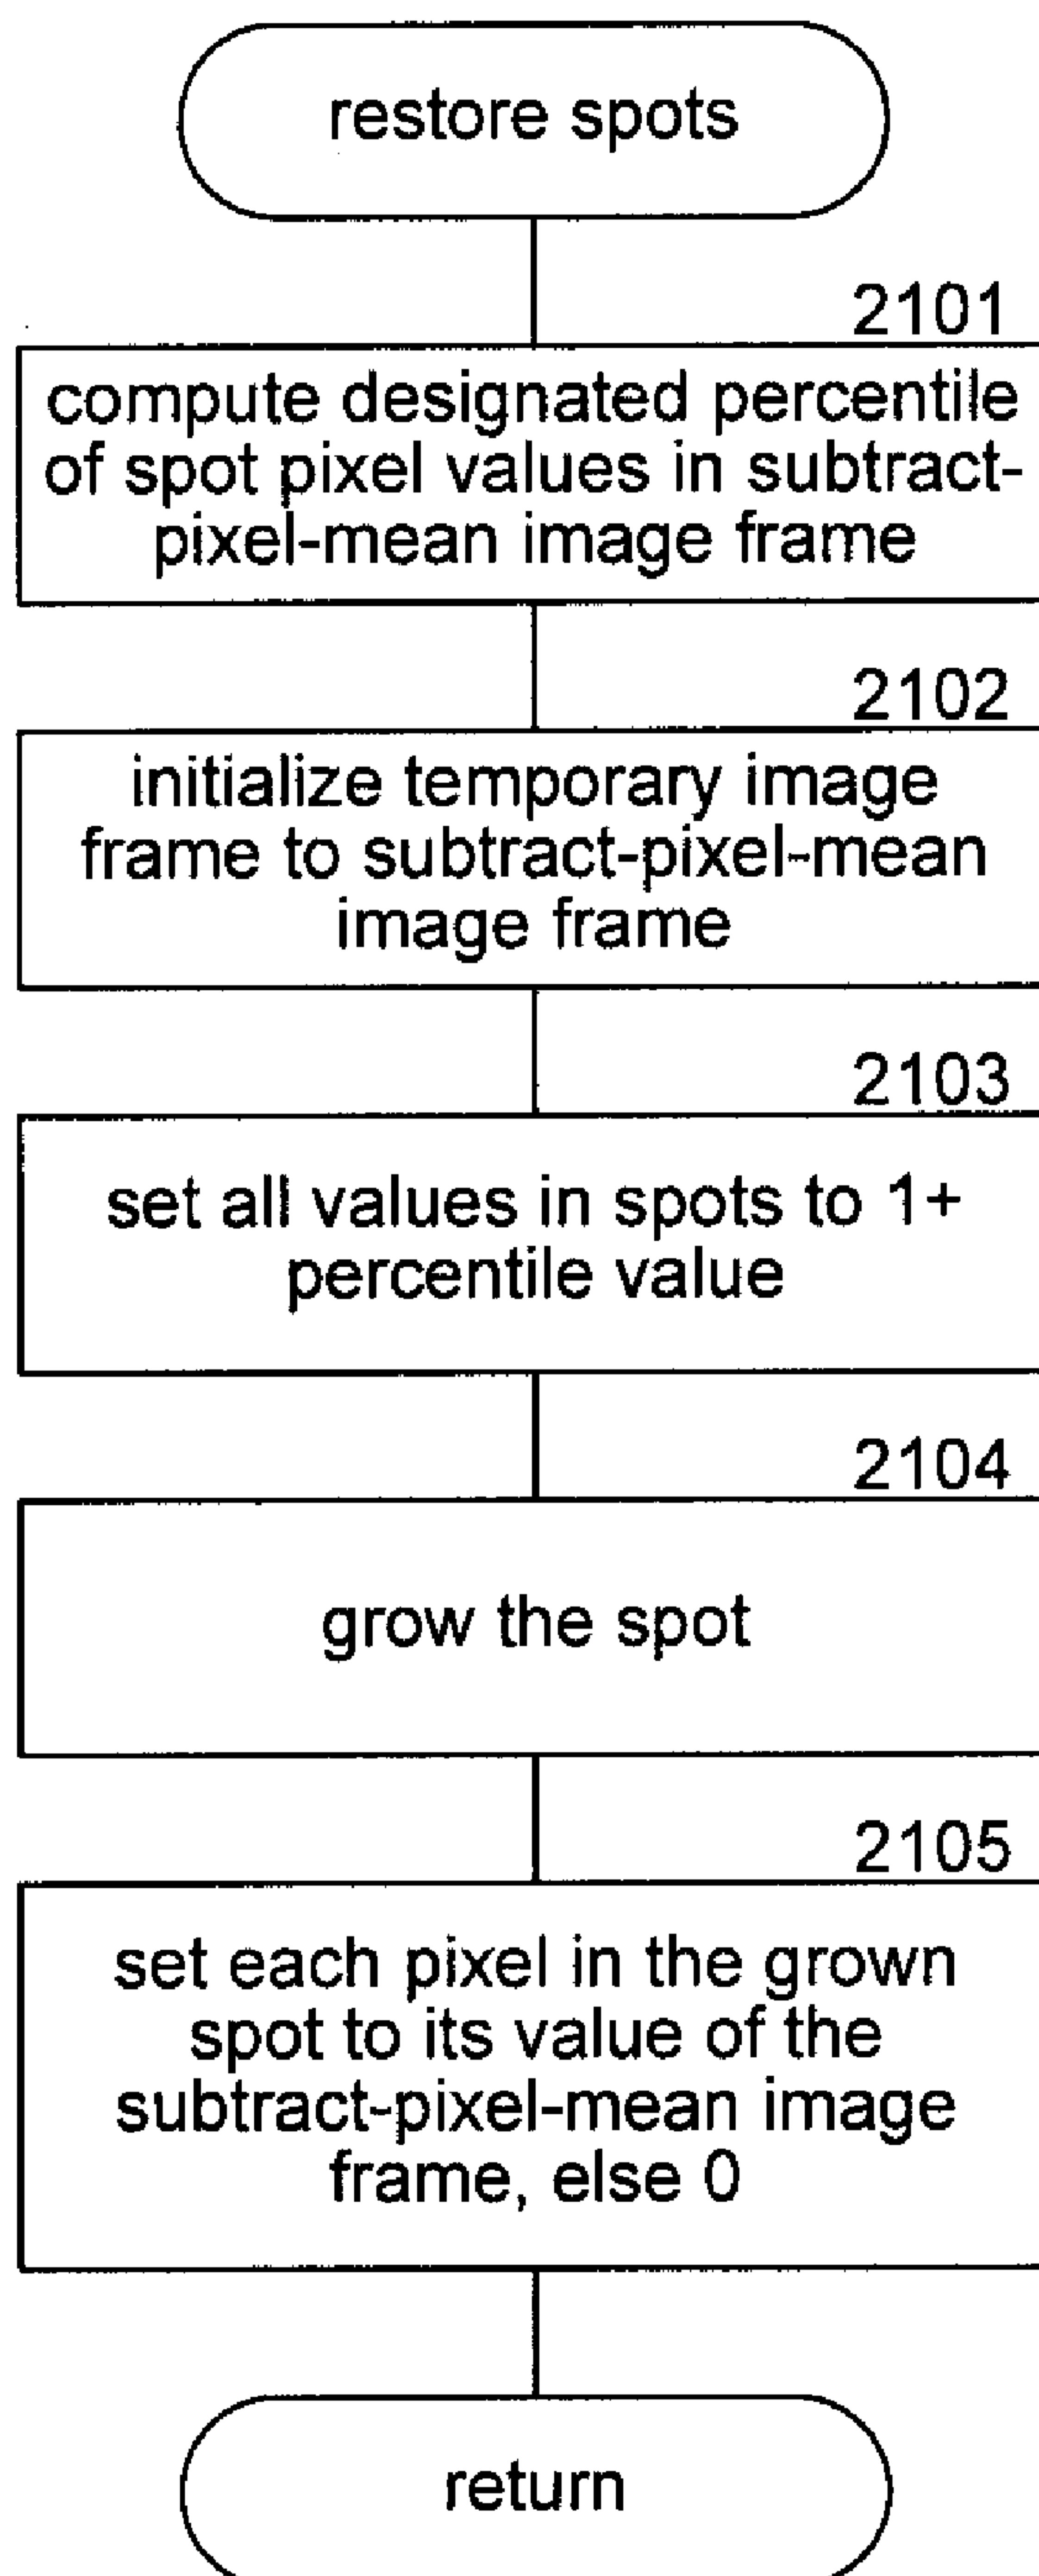 restore spots
2101
compute designated percentile
of spot pixel values in subtract-
pixel-mean image frame
2102
initialize temporary image
frame to subtract-pixel-mean
image frame
2103
set all values in spots to 1+
percentile value
2104
grow the spot
2105
set each pixel in the grown
spot to its value of the
subtract-pixel-mean image
frame, else 0
return